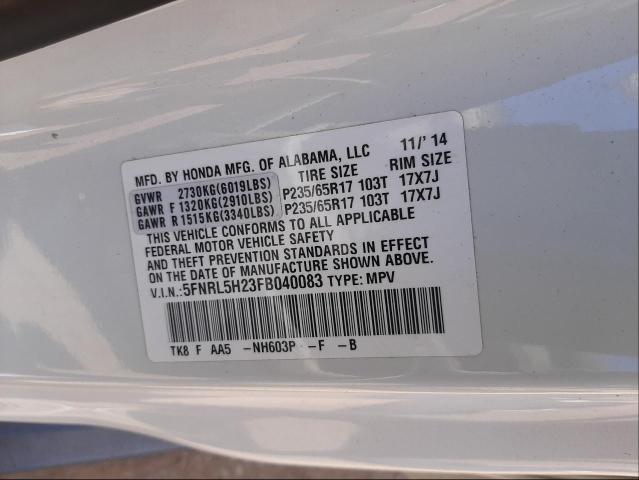 MFD. BY HONDA MFG. OF ALABAMA, LLC 11/'14
TIRE SIZE RIM SIZE
GVWR 2730KG(6019LBS)
GAWR F 1320KG(2910LBS) P235/65R17 103T 17X7J
GAWR R 1515KG(3340LBS) P235/65R17 103T 17X7J
THIS VEHICLE CONFORMS TO ALL APPLICABLE
FEDERAL MOTOR VEHICLE SAFETY
AND THEFT PREVENTION STANDARDS IN EFFECT
ON THE DATE OF MANUFACTURE SHOWN ABOVE.
V.I.N.: 5FNRL5H23FB040083 TYPE: MPV
TK8 F AA5 -NH603P -F -B